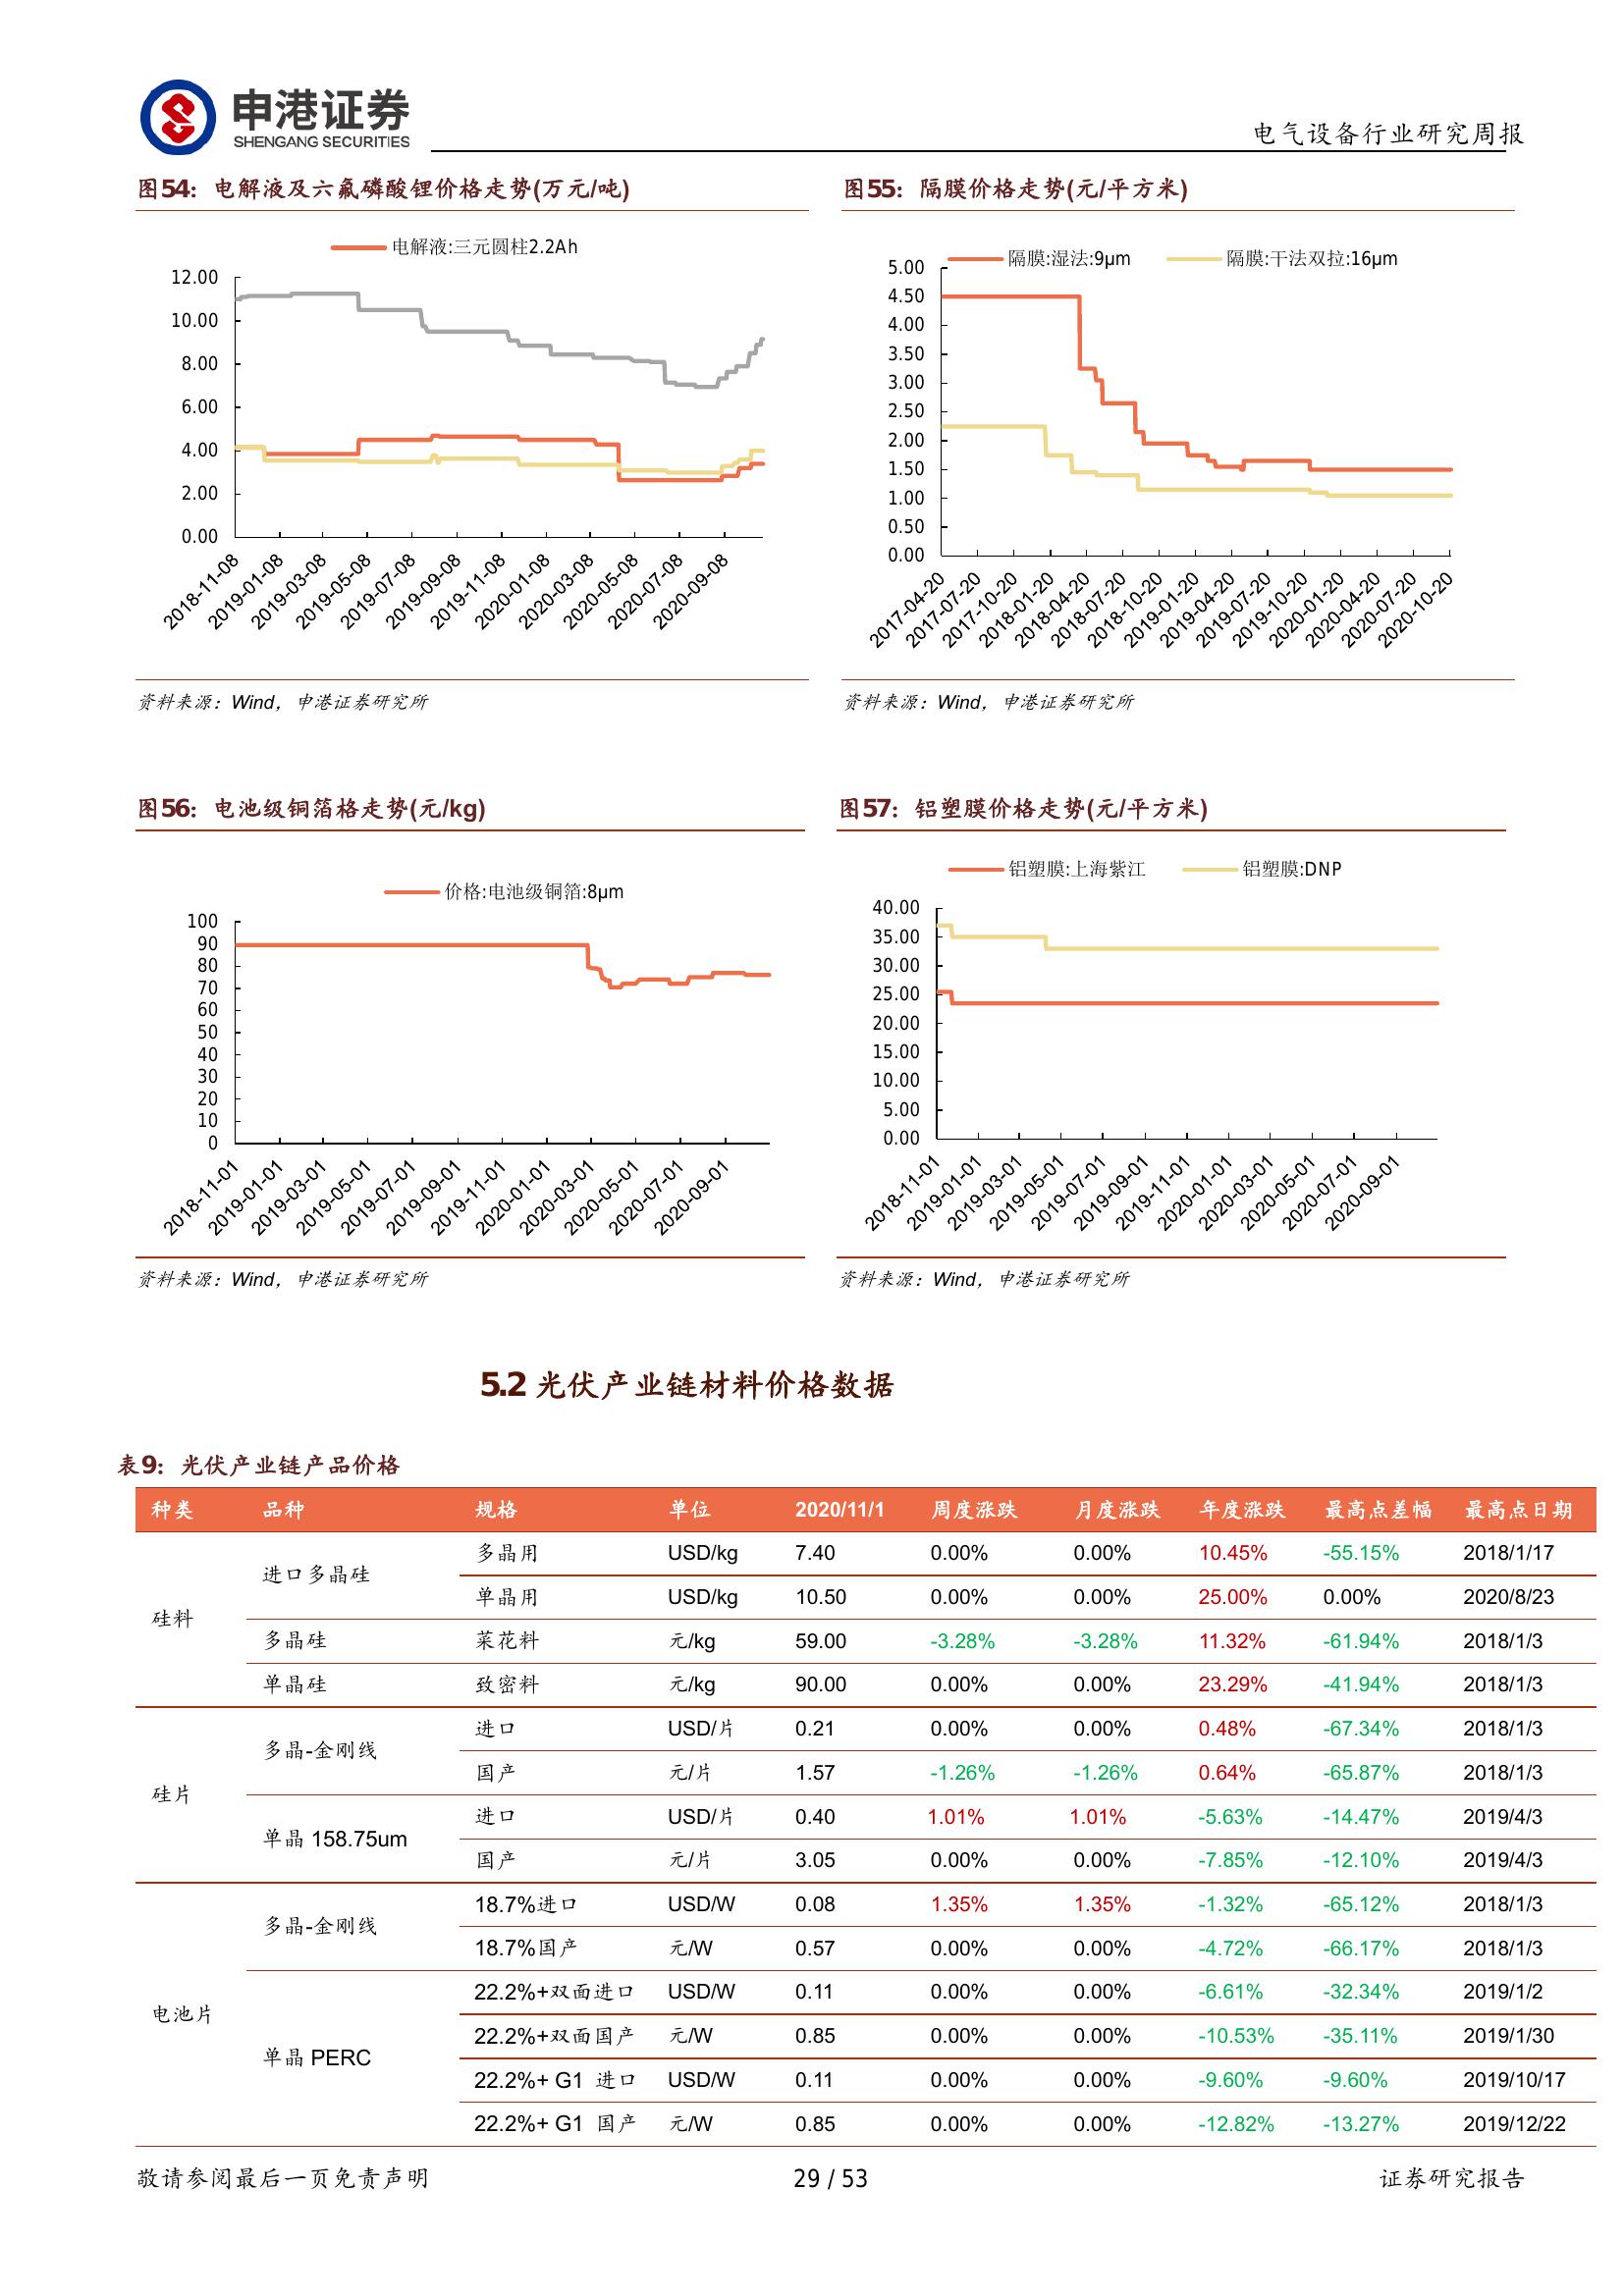 申港证券
SHENGANG SECURITIES
电气设备行业研究周报
图54：电解液及六氟磷酸锂价格走势(万元/吨)
电解液:三元圆柱2.2Ah
12.00
10.00
8.00
6.00
4.00
2.00
0.00
2018-11-08 2019-01-08 2019-03-08 2019-05-08 2019-07-08 2019-09-08 2019-11-08 2020-01-08 2020-03-08 2020-05-08 2020-07-08 2020-09-08
资料来源：Wind，申港证券研究所
图55：隔膜价格走势(元/平方米)
隔膜:湿法:9μm 隔膜:干法双拉:16μm
5.00
4.50
4.00
3.50
3.00
2.50
2.00
1.50
1.00
0.50
0.00
2017-04-20 2017-07-20 2017-10-20 2018-01-20 2018-04-20 2018-07-20 2018-10-20 2019-01-20 2019-04-20 2019-07-20 2019-10-20 2020-01-20 2020-04-20 2020-07-20 2020-10-20
资料来源：Wind，申港证券研究所
图56：电池级铜箔格走势(元/kg)
价格:电池级铜箔:8μm
100
90
80
70
60
50
40
30
20
10
0
2018-11-01 2019-01-01 2019-03-01 2019-05-01 2019-07-01 2019-09-01 2019-11-01 2020-01-01 2020-03-01 2020-05-01 2020-07-01 2020-09-01
资料来源：Wind，申港证券研究所
图57：铝塑膜价格走势(元/平方米)
铝塑膜:上海紫江 铝塑膜:DNP
40.00
35.00
30.00
25.00
20.00
15.00
10.00
5.00
0.00
2018-11-01 2019-01-01 2019-03-01 2019-05-01 2019-07-01 2019-09-01 2019-11-01 2020-01-01 2020-03-01 2020-05-01 2020-07-01 2020-09-01
资料来源：Wind，申港证券研究所
5.2 光伏产业链材料价格数据
表9：光伏产业链产品价格
种类 品种 规格 单位 2020/11/1 周度涨跌 月度涨跌 年度涨跌 最高点差幅 最高点日期
硅料 进口多晶硅 多晶用 USD/kg 7.40 0.00% 0.00% 10.45% -55.15% 2018/1/17
单晶用 USD/kg 10.50 0.00% 0.00% 25.00% 0.00% 2020/8/23
多晶硅 菜花料 元/kg 59.00 -3.28% -3.28% 11.32% -61.94% 2018/1/3
单晶硅 致密料 元/kg 90.00 0.00% 0.00% 23.29% -41.94% 2018/1/3
硅片 多晶-金刚线 进口 USD/片 0.21 0.00% 0.00% 0.48% -67.34% 2018/1/3
国产 元/片 1.57 -1.26% -1.26% 0.64% -65.87% 2018/1/3
单晶 158.75um 进口 USD/片 0.40 1.01% 1.01% -5.63% -14.47% 2019/4/3
国产 元/片 3.05 0.00% 0.00% -7.85% -12.10% 2019/4/3
电池片 多晶-金刚线 18.7%进口 USD/W 0.08 1.35% 1.35% -1.32% -65.12% 2018/1/3
18.7%国产 元/W 0.57 0.00% 0.00% -4.72% -66.17% 2018/1/3
单晶 PERC 22.2%+双面进口 USD/W 0.11 0.00% 0.00% -6.61% -32.34% 2019/1/2
22.2%+双面国产 元/W 0.85 0.00% 0.00% -10.53% -35.11% 2019/1/30
22.2%+ G1 进口 USD/W 0.11 0.00% 0.00% -9.60% -9.60% 2019/10/17
22.2%+ G1 国产 元/W 0.85 0.00% 0.00% -12.82% -13.27% 2019/12/22
敬请参阅最后一页免责声明 29 / 53 证券研究报告